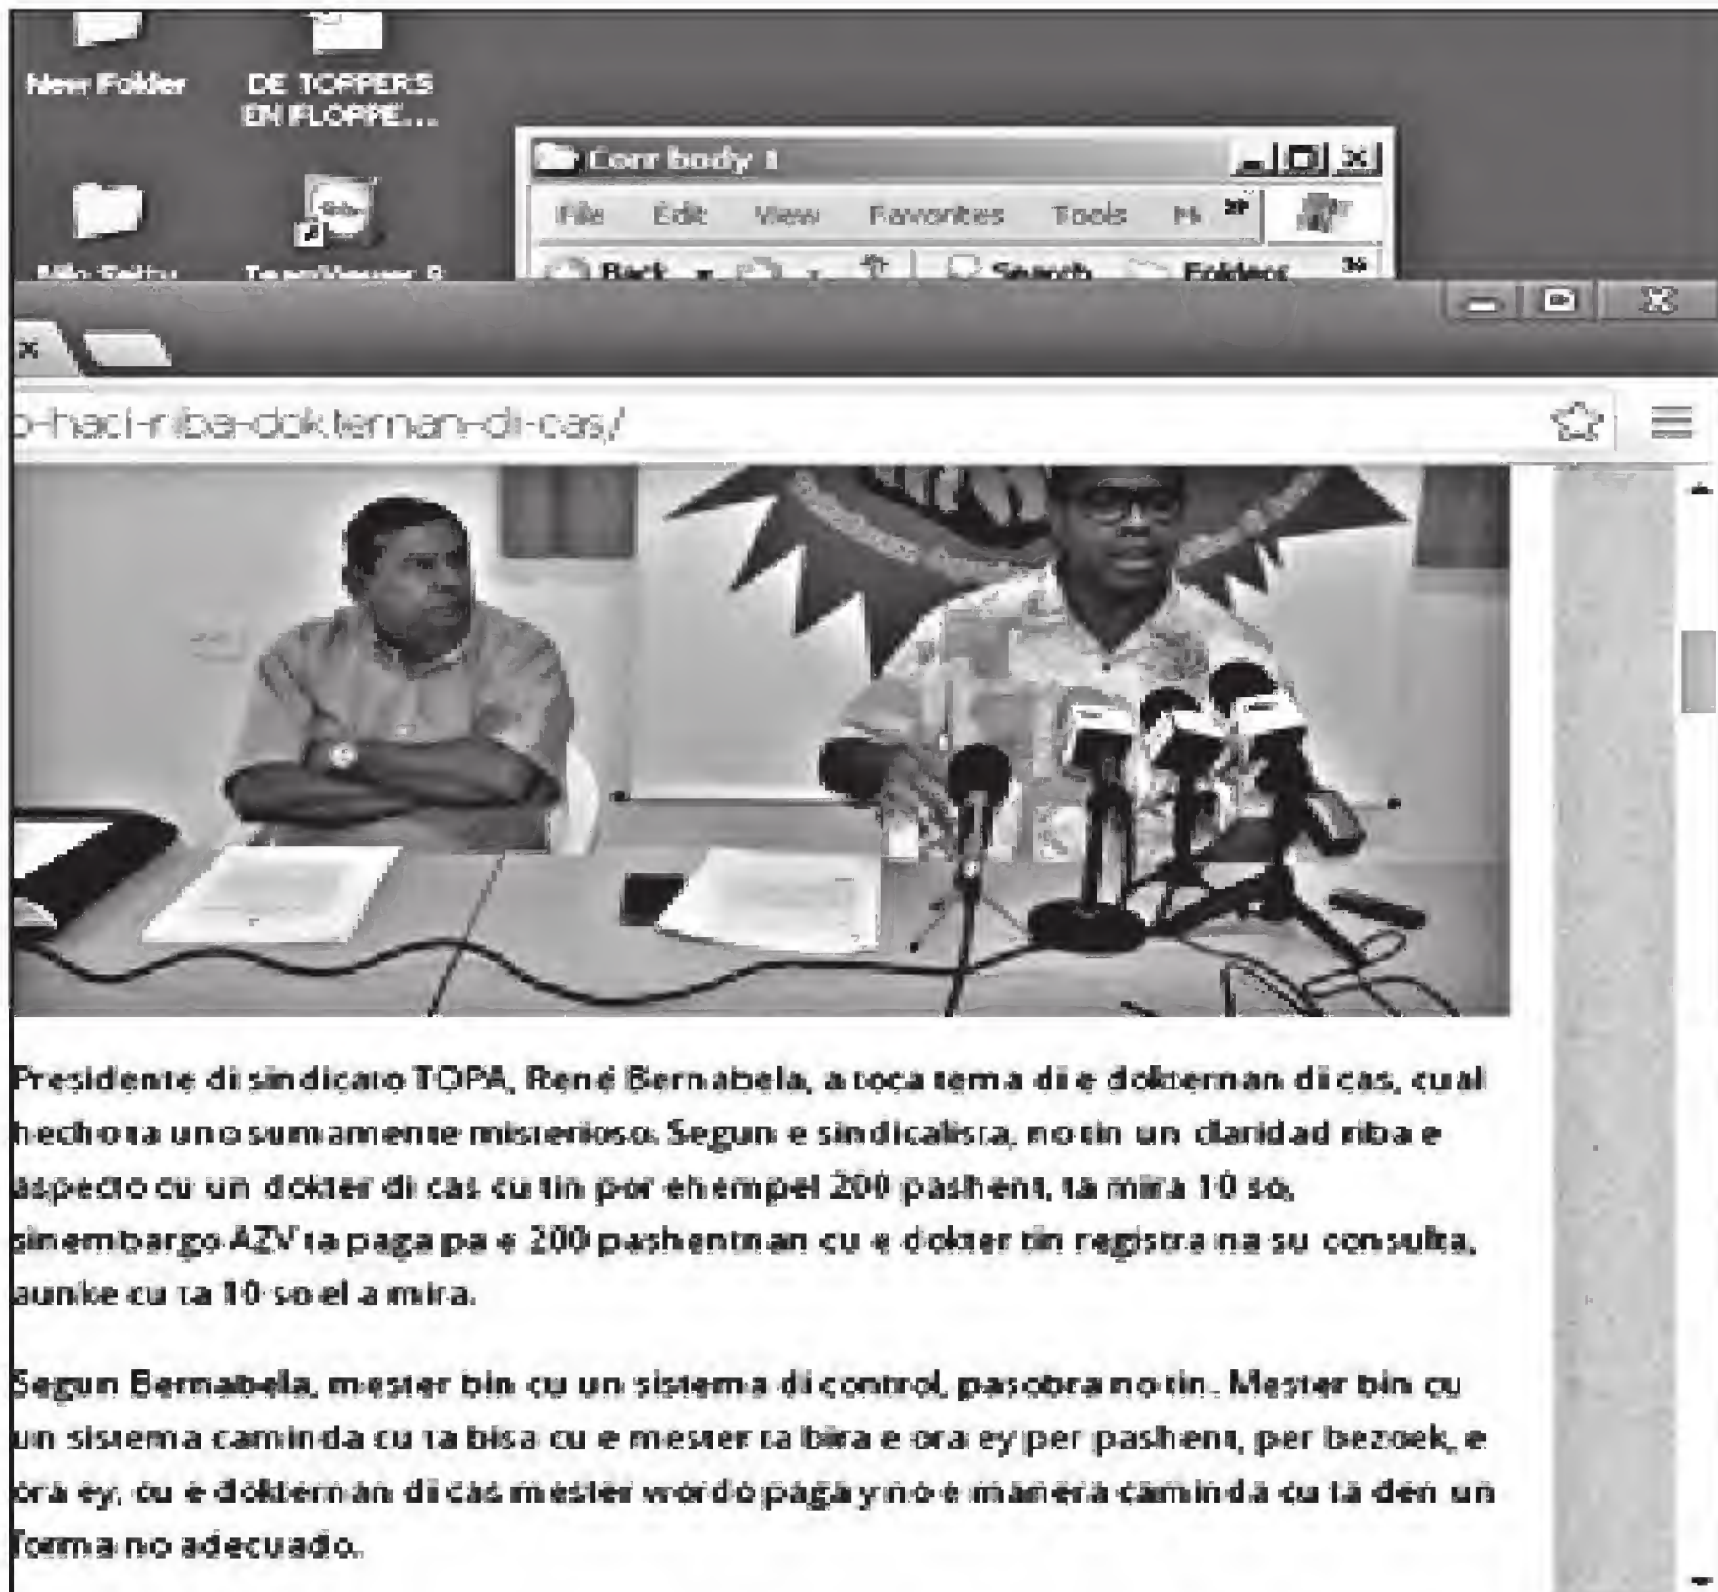 New Folder
DE TOPPERS
EN FLOPPE...
Corr body 1
File Edit View Favorites Tools H
Back Search Folders
TeamViewer 9
o-haci-riba-dokternan-di-cas/
Presidente di sindicato TOPA, René Bernabela, a toca tema di e dokternan di cas, cual
hecho ta uno sumamente misterioso. Segun e sindicalista, no tin un claridad riba e
aspecto cu un dokter di cas cu tin por ehempel 200 pashent, ta mira 10 so,
sinembargo AZV ta paga pa e 200 pashentnan cu e dokter tin registra na su consulta,
aunke cu ta 10 so el a mira.
Segun Bernabela, mester bin cu un sistema di control, pasobra no tin. Mester bin cu
un sistema caminda cu ta bisa cu e mester ta bira e ora ey per pashent, per bezoek, e
ora ey, cu e dokternan di cas mester wordo paga y no e manera caminda cu ta den un
forma no adecuado.